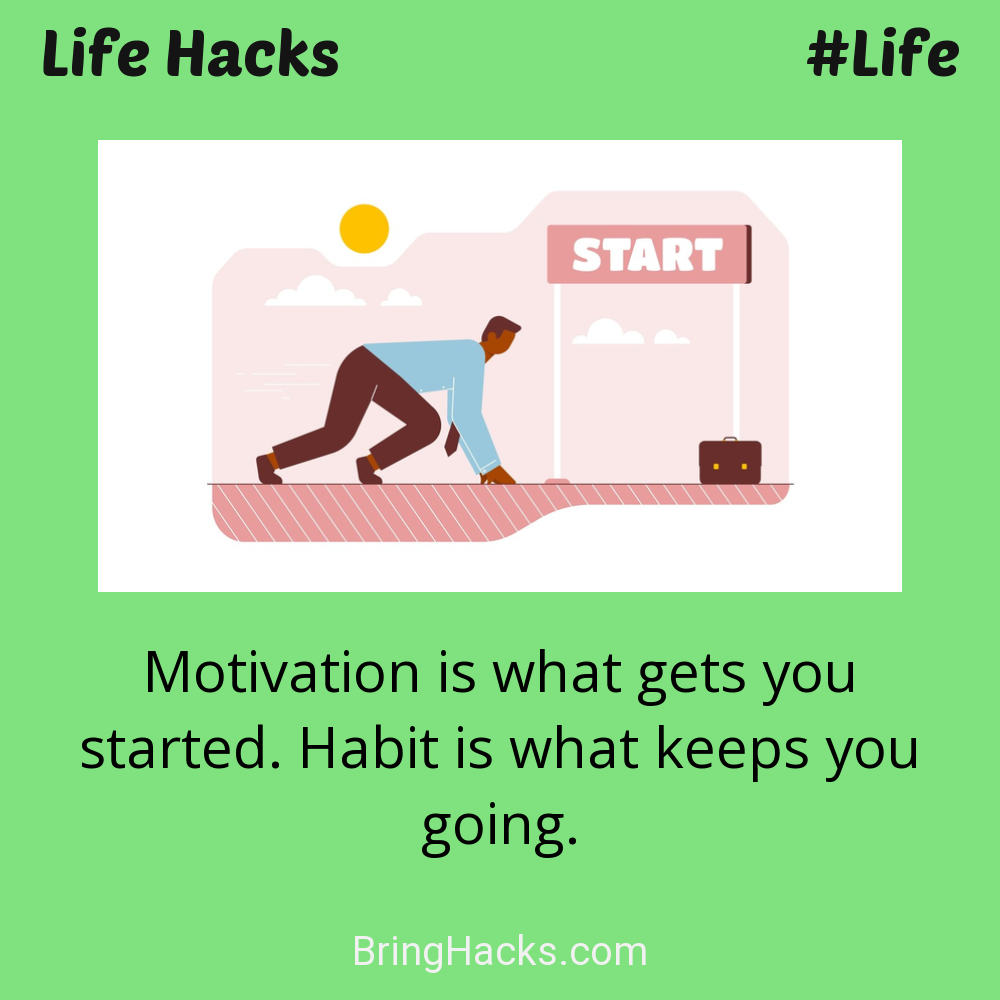 Life Hacks
#Life
START
Motivation is what gets you
started. Habit is what keeps you
going.
BringHacks.com